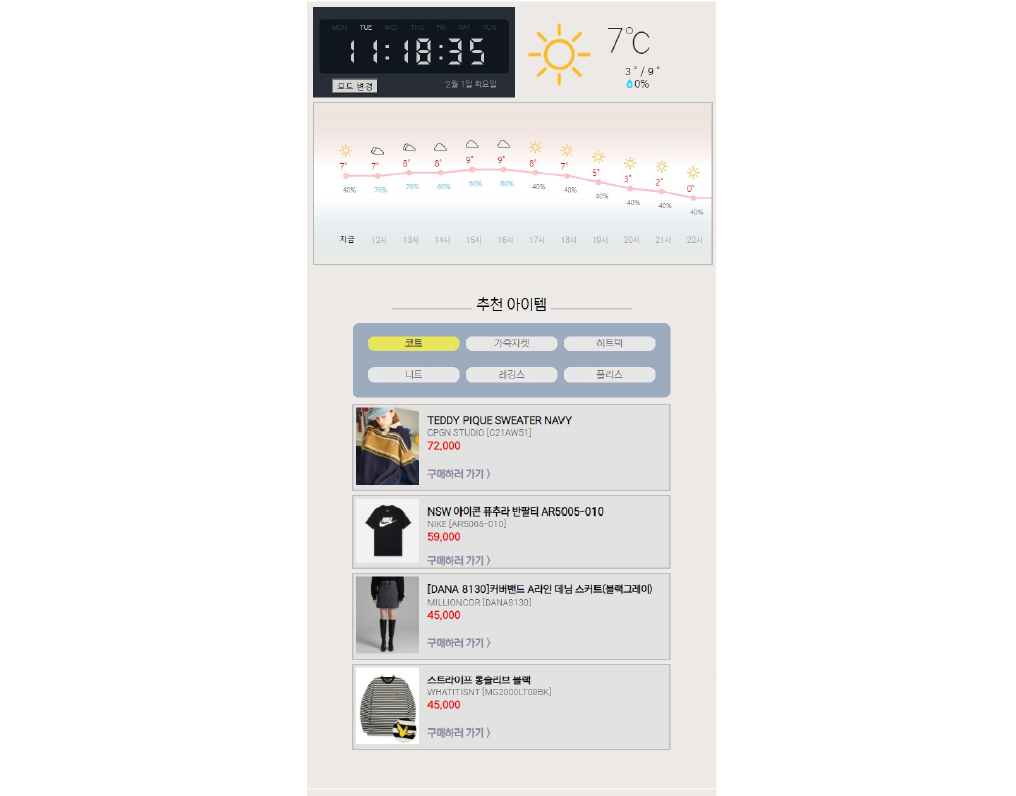 MON TUE WED THU FRI SAT SUN
11:18:35
모드 변경
2월 1일 화요일
7°C
3° / 9°
0%
7° 7° 8° 8° 9° 9° 8° 7° 5° 3° 2° 0°
40% 70% 70% 60% 60% 60% 40% 40% 40% 40% 40% 40%
지금 12시 13시 14시 15시 16시 17시 18시 19시 20시 21시 22시
추천 아이템
코트 가죽자켓 히트텍
니트 레깅스 플리스
TEDDY PIQUE SWEATER NAVY
CPGN STUDIO [C21AW51]
72,000
구매하러 가기 〉
NSW 아이콘 퓨추라 반팔티 AR5005-010
NIKE [AR5005-010]
59,000
구매하러 가기 〉
[DANA 8130]커버밴드 A라인 데님 스커트(블랙그레이)
MILLIONCOR [DANA8130]
45,000
구매하러 가기 〉
스트라이프 롱슬리브 블랙
WHATITISNT [MG2000LT09BK]
45,000
구매하러 가기 〉